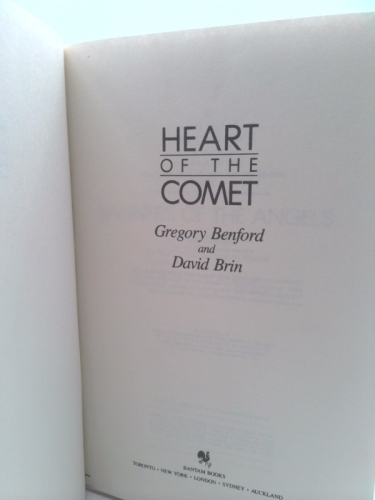 HEART
OF THE
COMET
Gregory Benford
and
David Brin
BANTAM BOOKS
TORONTO • NEW YORK • LONDON • SYDNEY • AUCKLAND